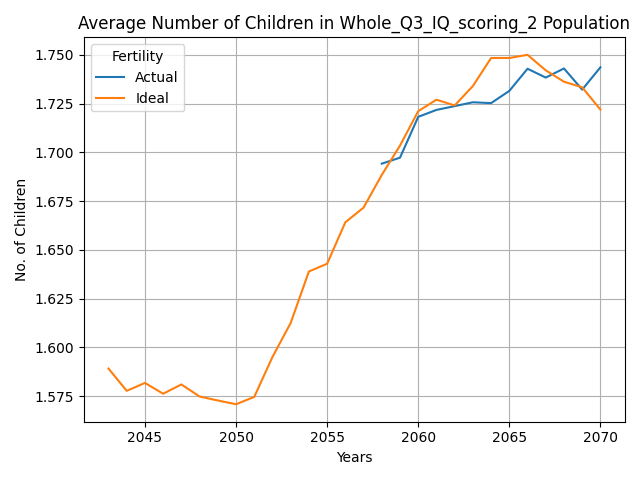 Average Number of Children in Whole_Q3_IQ_scoring_2 Population
Fertility
Actual
Ideal
No. of Children
1.750
1.725
1.700
1.675
1.650
1.625
1.600
1.575
2045
2050
2055
2060
2065
2070
Years